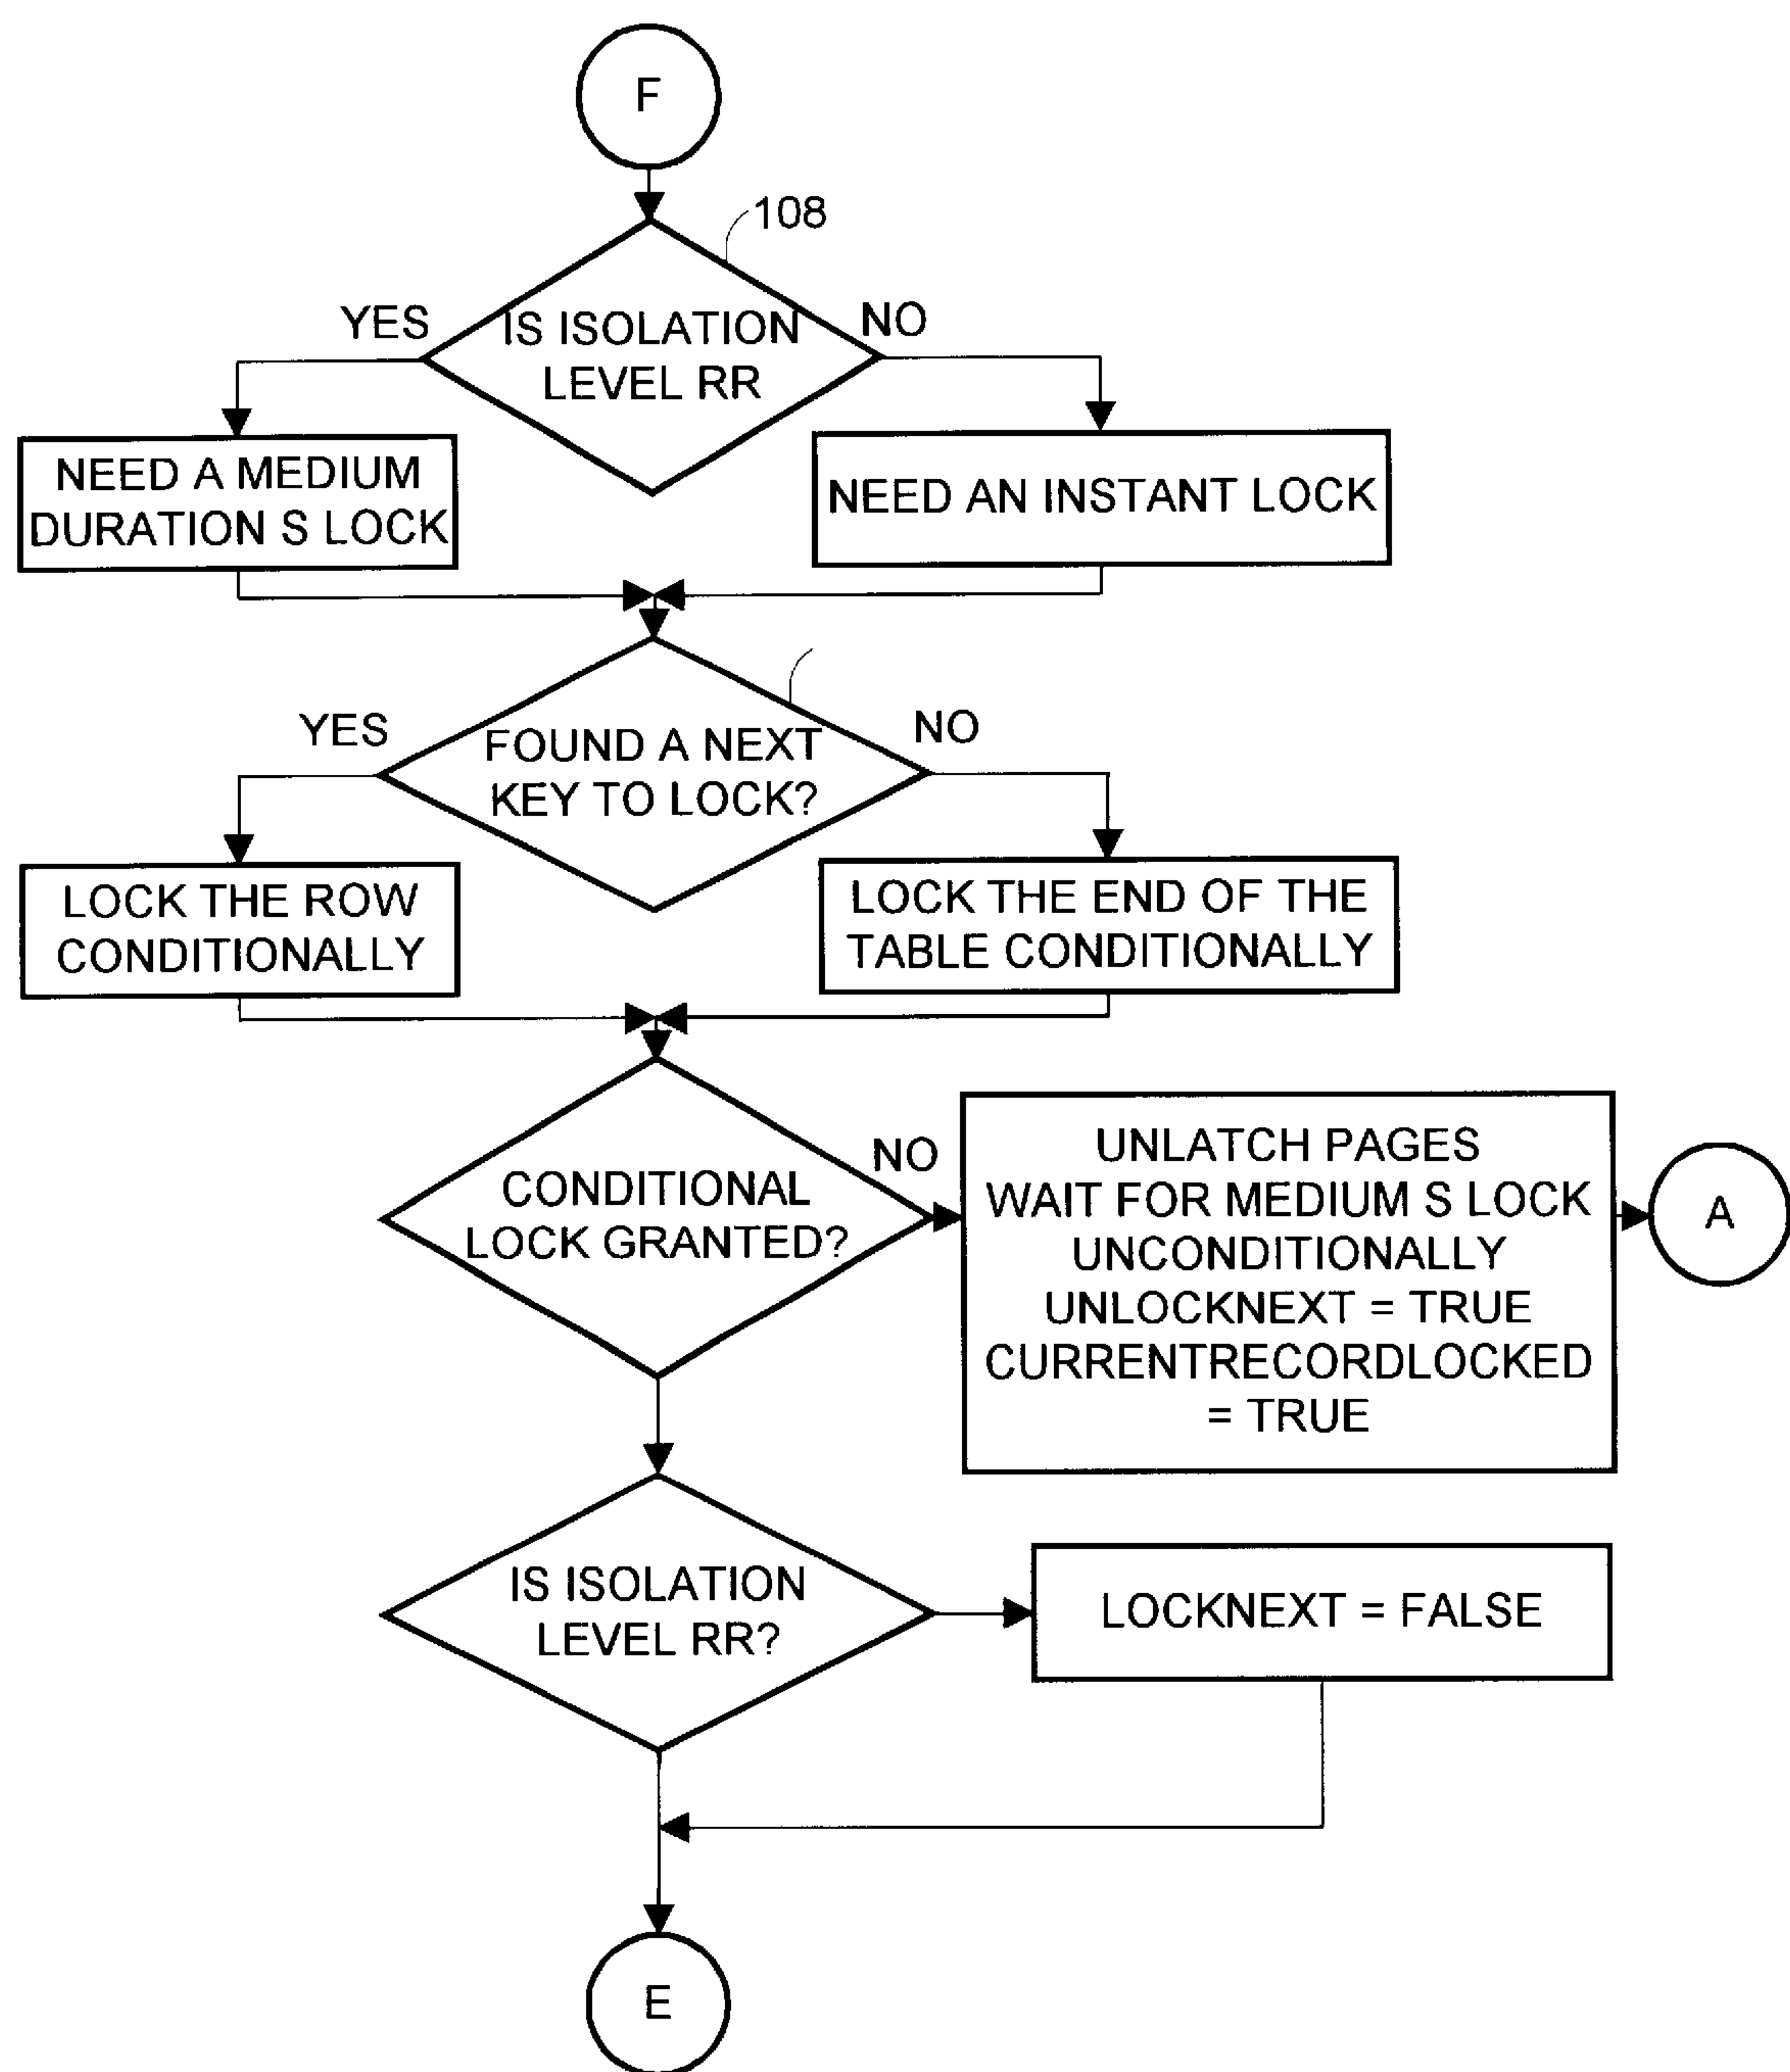 F
108
YES
NO
IS ISOLATION
LEVEL RR
NEED A MEDIUM
DURATION S LOCK
NEED AN INSTANT LOCK
YES
NO
FOUND A NEXT
KEY TO LOCK?
LOCK THE ROW
CONDITIONALLY
LOCK THE END OF THE
TABLE CONDITIONALLY
CONDITIONAL
LOCK GRANTED?
NO
UNLATCH PAGES
WAIT FOR MEDIUM S LOCK
UNCONDITIONALLY
UNLOCKNEXT = TRUE
CURRENTRECORDLOCKED
= TRUE
A
IS ISOLATION
LEVEL RR?
LOCKNEXT = FALSE
E